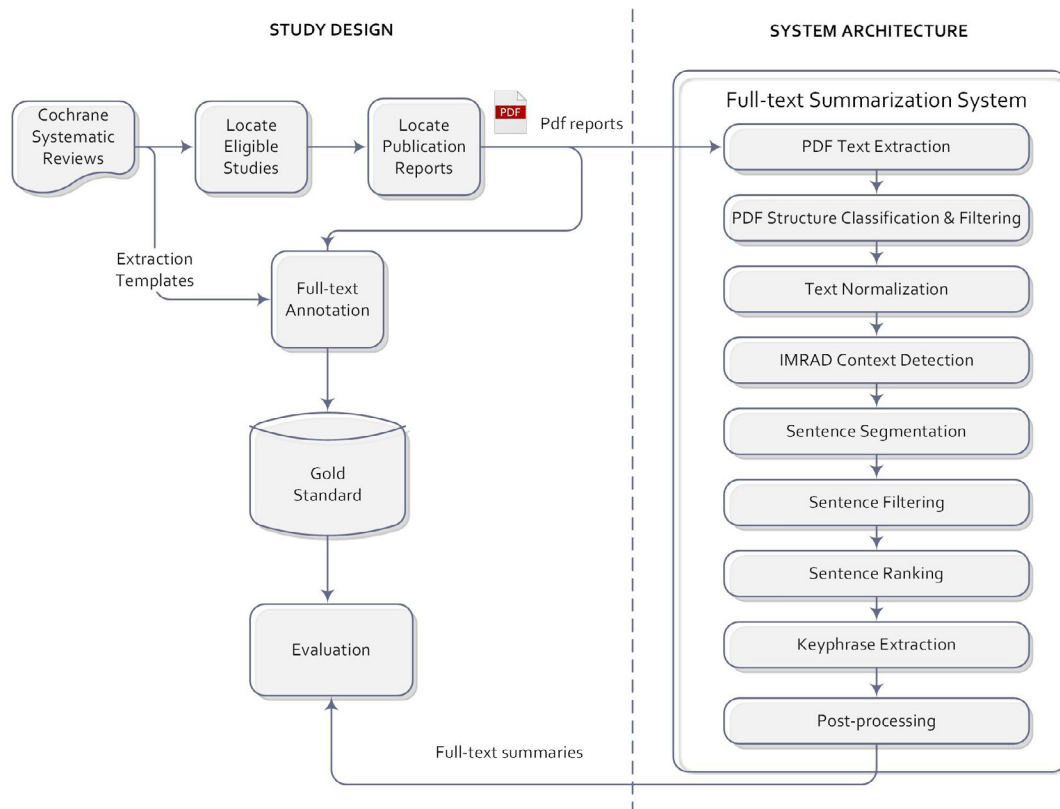 STUDY DESIGN
SYSTEM ARCHITECTURE
Full-text Summarization System
Cochrane
Systematic
Reviews
Locate
Eligible
Studies
Locate
Publication
Reports
PDF
Pdf reports
Extraction
Templates
Full-text
Annotation
Gold
Standard
Evaluation
Full-text summaries
PDF Text Extraction
PDF Structure Classification & Filtering
Text Normalization
IMRAD Context Detection
Sentence Segmentation
Sentence Filtering
Sentence Ranking
Keyphrase Extraction
Post-processing